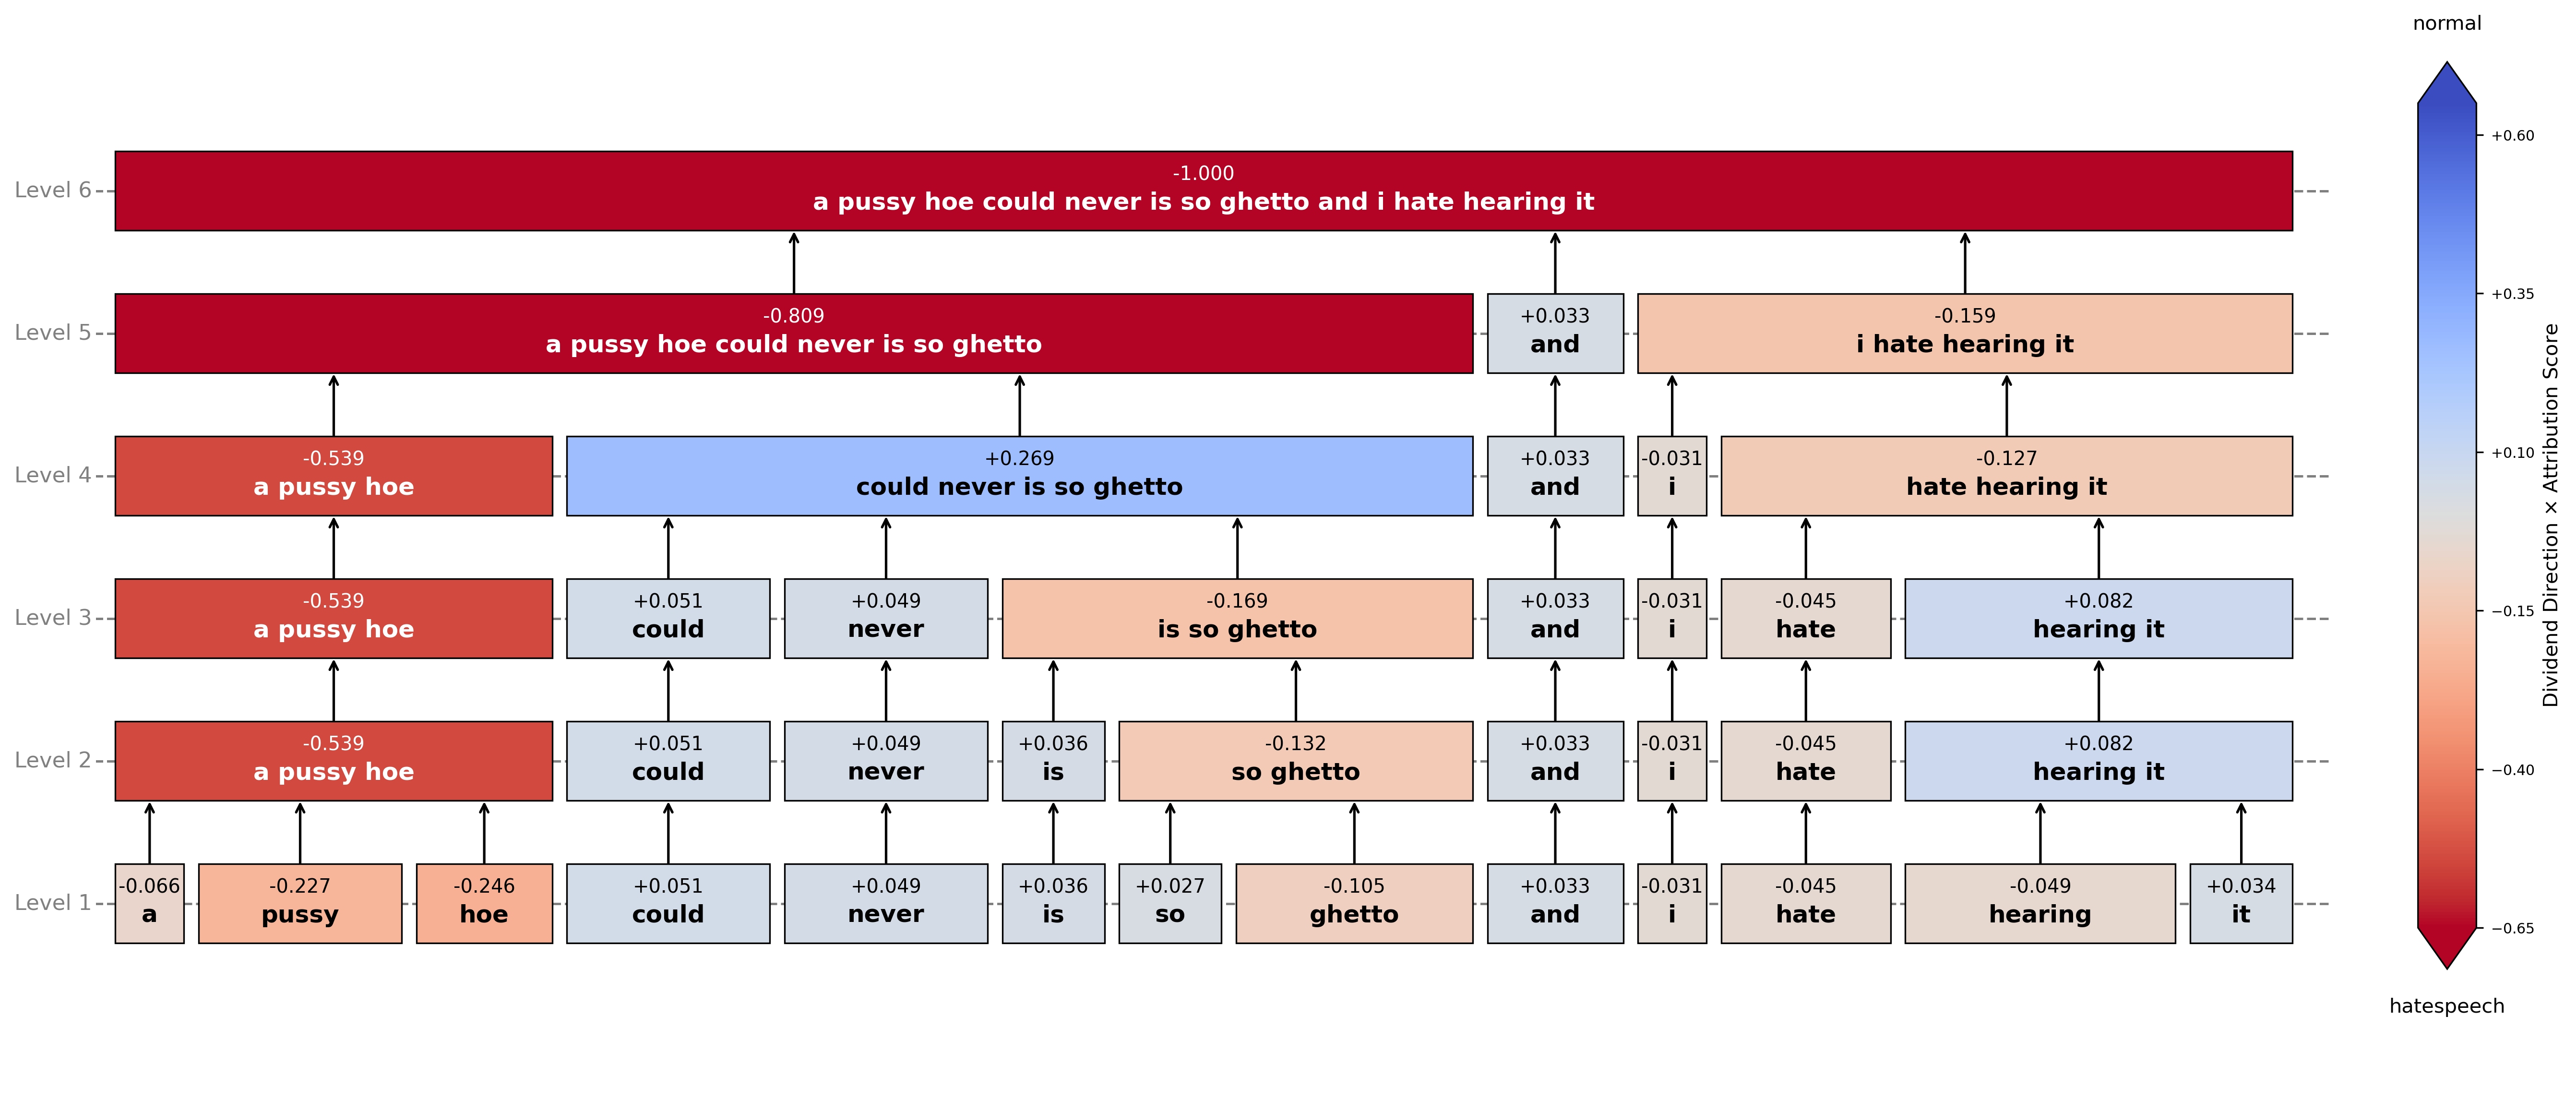 normal
Level 6
-1.000
a pussy hoe could never is so ghetto and i hate hearing it
Level 5
-0.809
a pussy hoe could never is so ghetto
+0.033
and
-0.159
i hate hearing it
Level 4
-0.539
a pussy hoe
+0.269
could never is so ghetto
+0.033
and
-0.031
i
-0.127
hate hearing it
Level 3
-0.539
a pussy hoe
+0.051
could
+0.049
never
-0.169
is so ghetto
+0.033
and
-0.031
i
-0.045
hate
+0.082
hearing it
Level 2
-0.539
a pussy hoe
+0.051
could
+0.049
never
+0.036
is
-0.132
so ghetto
+0.033
and
-0.031
i
-0.045
hate
+0.082
hearing it
Level 1
-0.066
a
-0.227
pussy
-0.246
hoe
+0.051
could
+0.049
never
+0.036
is
+0.027
so
-0.105
ghetto
+0.033
and
-0.031
i
-0.045
hate
-0.049
hearing
+0.034
it
+0.60
+0.35
+0.10
−0.15
−0.40
−0.65
Dividend Direction × Attribution Score
hatespeech